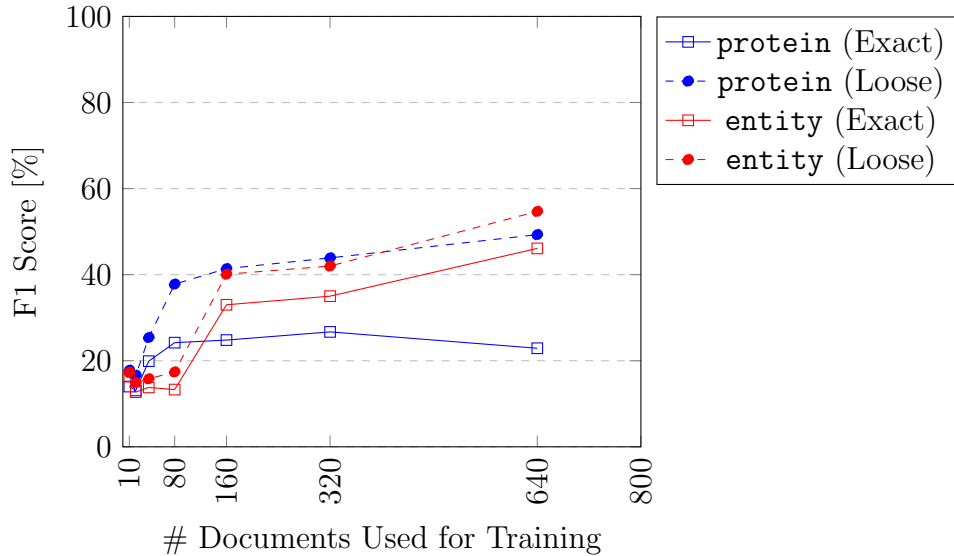 100
80
60
40
20
0
10
80
160
320
640
800
F1 Score [%]
# Documents Used for Training
protein (Exact)
protein (Loose)
entity (Exact)
entity (Loose)